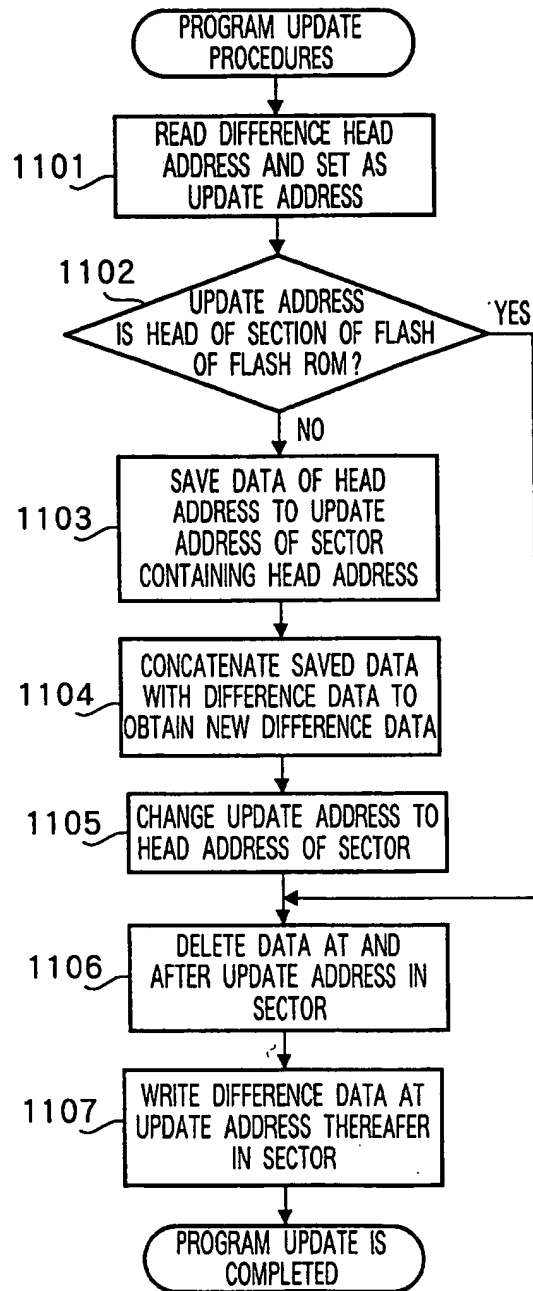 PROGRAM UPDATE
PROCEDURES
1101
READ DIFFERENCE HEAD
ADDRESS AND SET AS
UPDATE ADDRESS
1102
UPDATE ADDRESS
IS HEAD OF SECTION OF FLASH
OF FLASH ROM?
YES
NO
1103
SAVE DATA OF HEAD
ADDRESS TO UPDATE
ADDRESS OF SECTOR
CONTAINING HEAD ADDRESS
1104
CONCATENATE SAVED DATA
WITH DIFFERENCE DATA TO
OBTAIN NEW DIFFERENCE DATA
1105
CHANGE UPDATE ADDRESS TO
HEAD ADDRESS OF SECTOR
1106
DELETE DATA AT AND
AFTER UPDATE ADDRESS IN
SECTOR
1107
WRITE DIFFERENCE DATA AT
UPDATE ADDRESS THEREAFER
IN SECTOR
PROGRAM UPDATE IS
COMPLETED